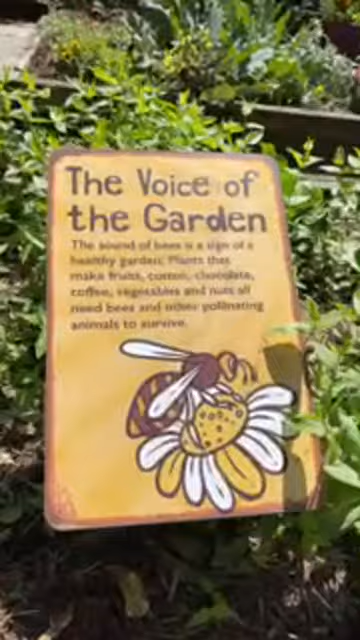 The Voice of
the Garden
The sound of bees is a sign of a
healthy garden. Plants that
make fruits, cotton, chocolate,
coffee, vegetables and nuts all
need bees and other pollinating
animals to survive.